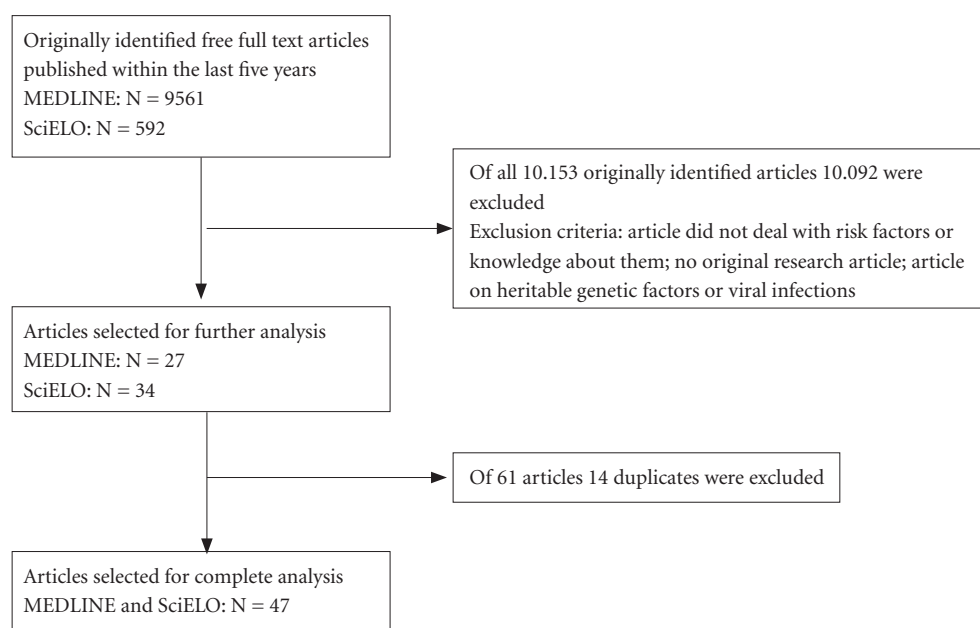 Originally identified free full text articles
published within the last five years
MEDLINE: N = 9561
SciELO: N = 592
Of all 10.153 originally identified articles 10.092 were
excluded
Exclusion criteria: article did not deal with risk factors or
knowledge about them; no original research article; article
on heritable genetic factors or viral infections
Articles selected for further analysis
MEDLINE: N = 27
SciELO: N = 34
Of 61 articles 14 duplicates were excluded
Articles selected for complete analysis
MEDLINE and SciELO: N = 47